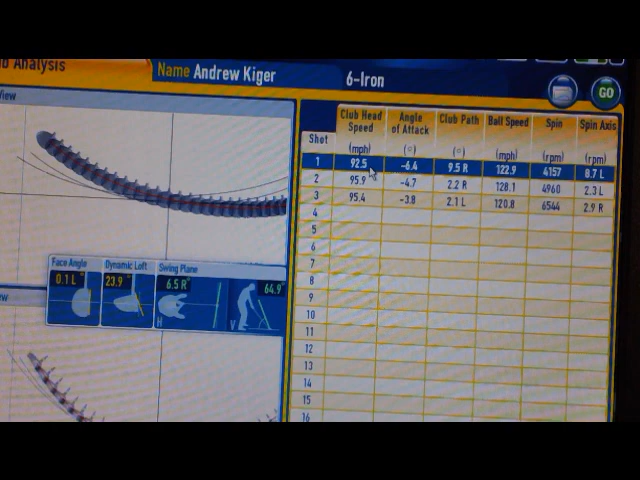 b Analysis
Name Andrew Kiger
6-Iron
GO
View
Shot Club Head Speed (mph) Angle of Attack (°) Club Path (°) Ball Speed (mph) Spin (rpm) Spin Axis (rpm)
1 92.5 -6.4 9.5 R 122.9 4157 8.7 L
2 95.9 -4.7 2.2 R 128.1 4960 2.3 L
3 95.4 -3.8 2.1 L 120.8 6544 2.9 R
4
5
6
7
8
9
10
11
12
13
14
15
16
Face Angle Dynamic Loft Swing Plane
0.1 L° 23.9° 6.5 R° 64.9°
H V
ew